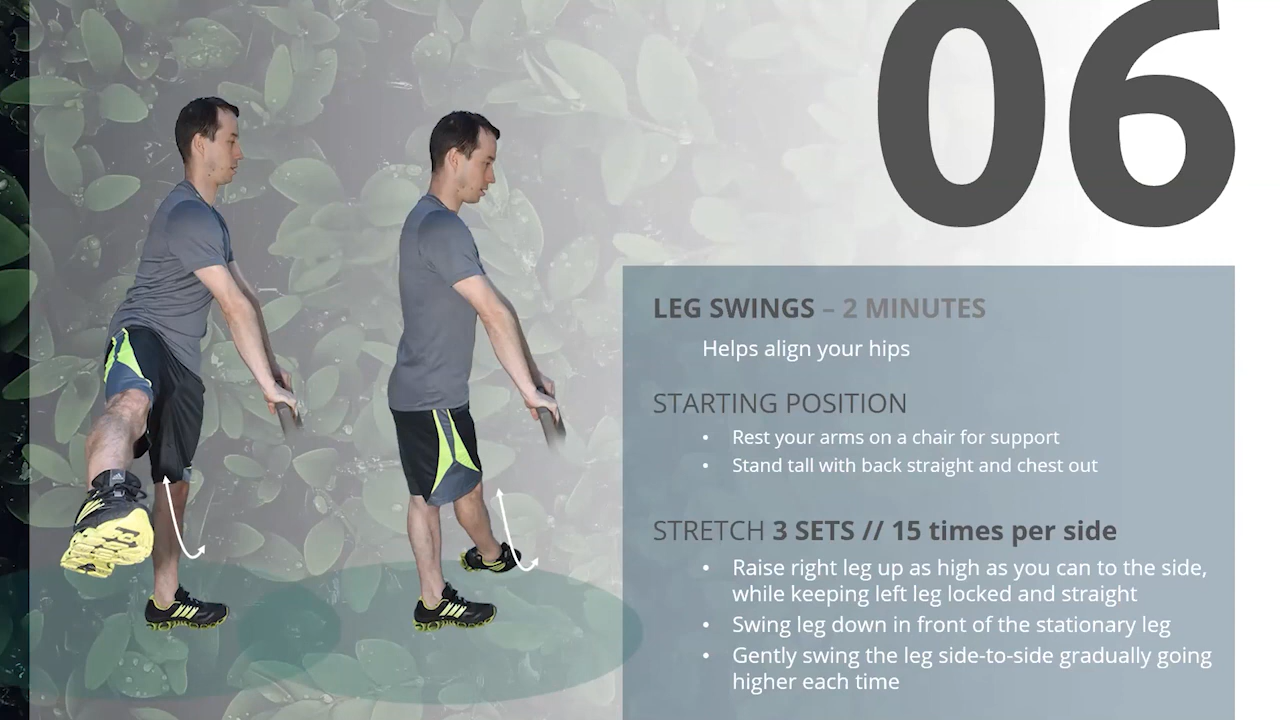 06
LEG SWINGS – 2 MINUTES
Helps align your hips
STARTING POSITION
• Rest your arms on a chair for support
• Stand tall with back straight and chest out
STRETCH 3 SETS // 15 times per side
• Raise right leg up as high as you can to the side,
while keeping left leg locked and straight
• Swing leg down in front of the stationary leg
• Gently swing the leg side-to-side gradually going
higher each time